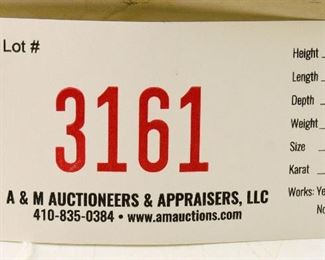 Lot #
3161
A & M AUCTIONEERS & APPRAISERS, LLC
410-835-0384 • www.amauctions.com
Height
Length
Depth
Weight
Size
Karat
Works: Ye
No